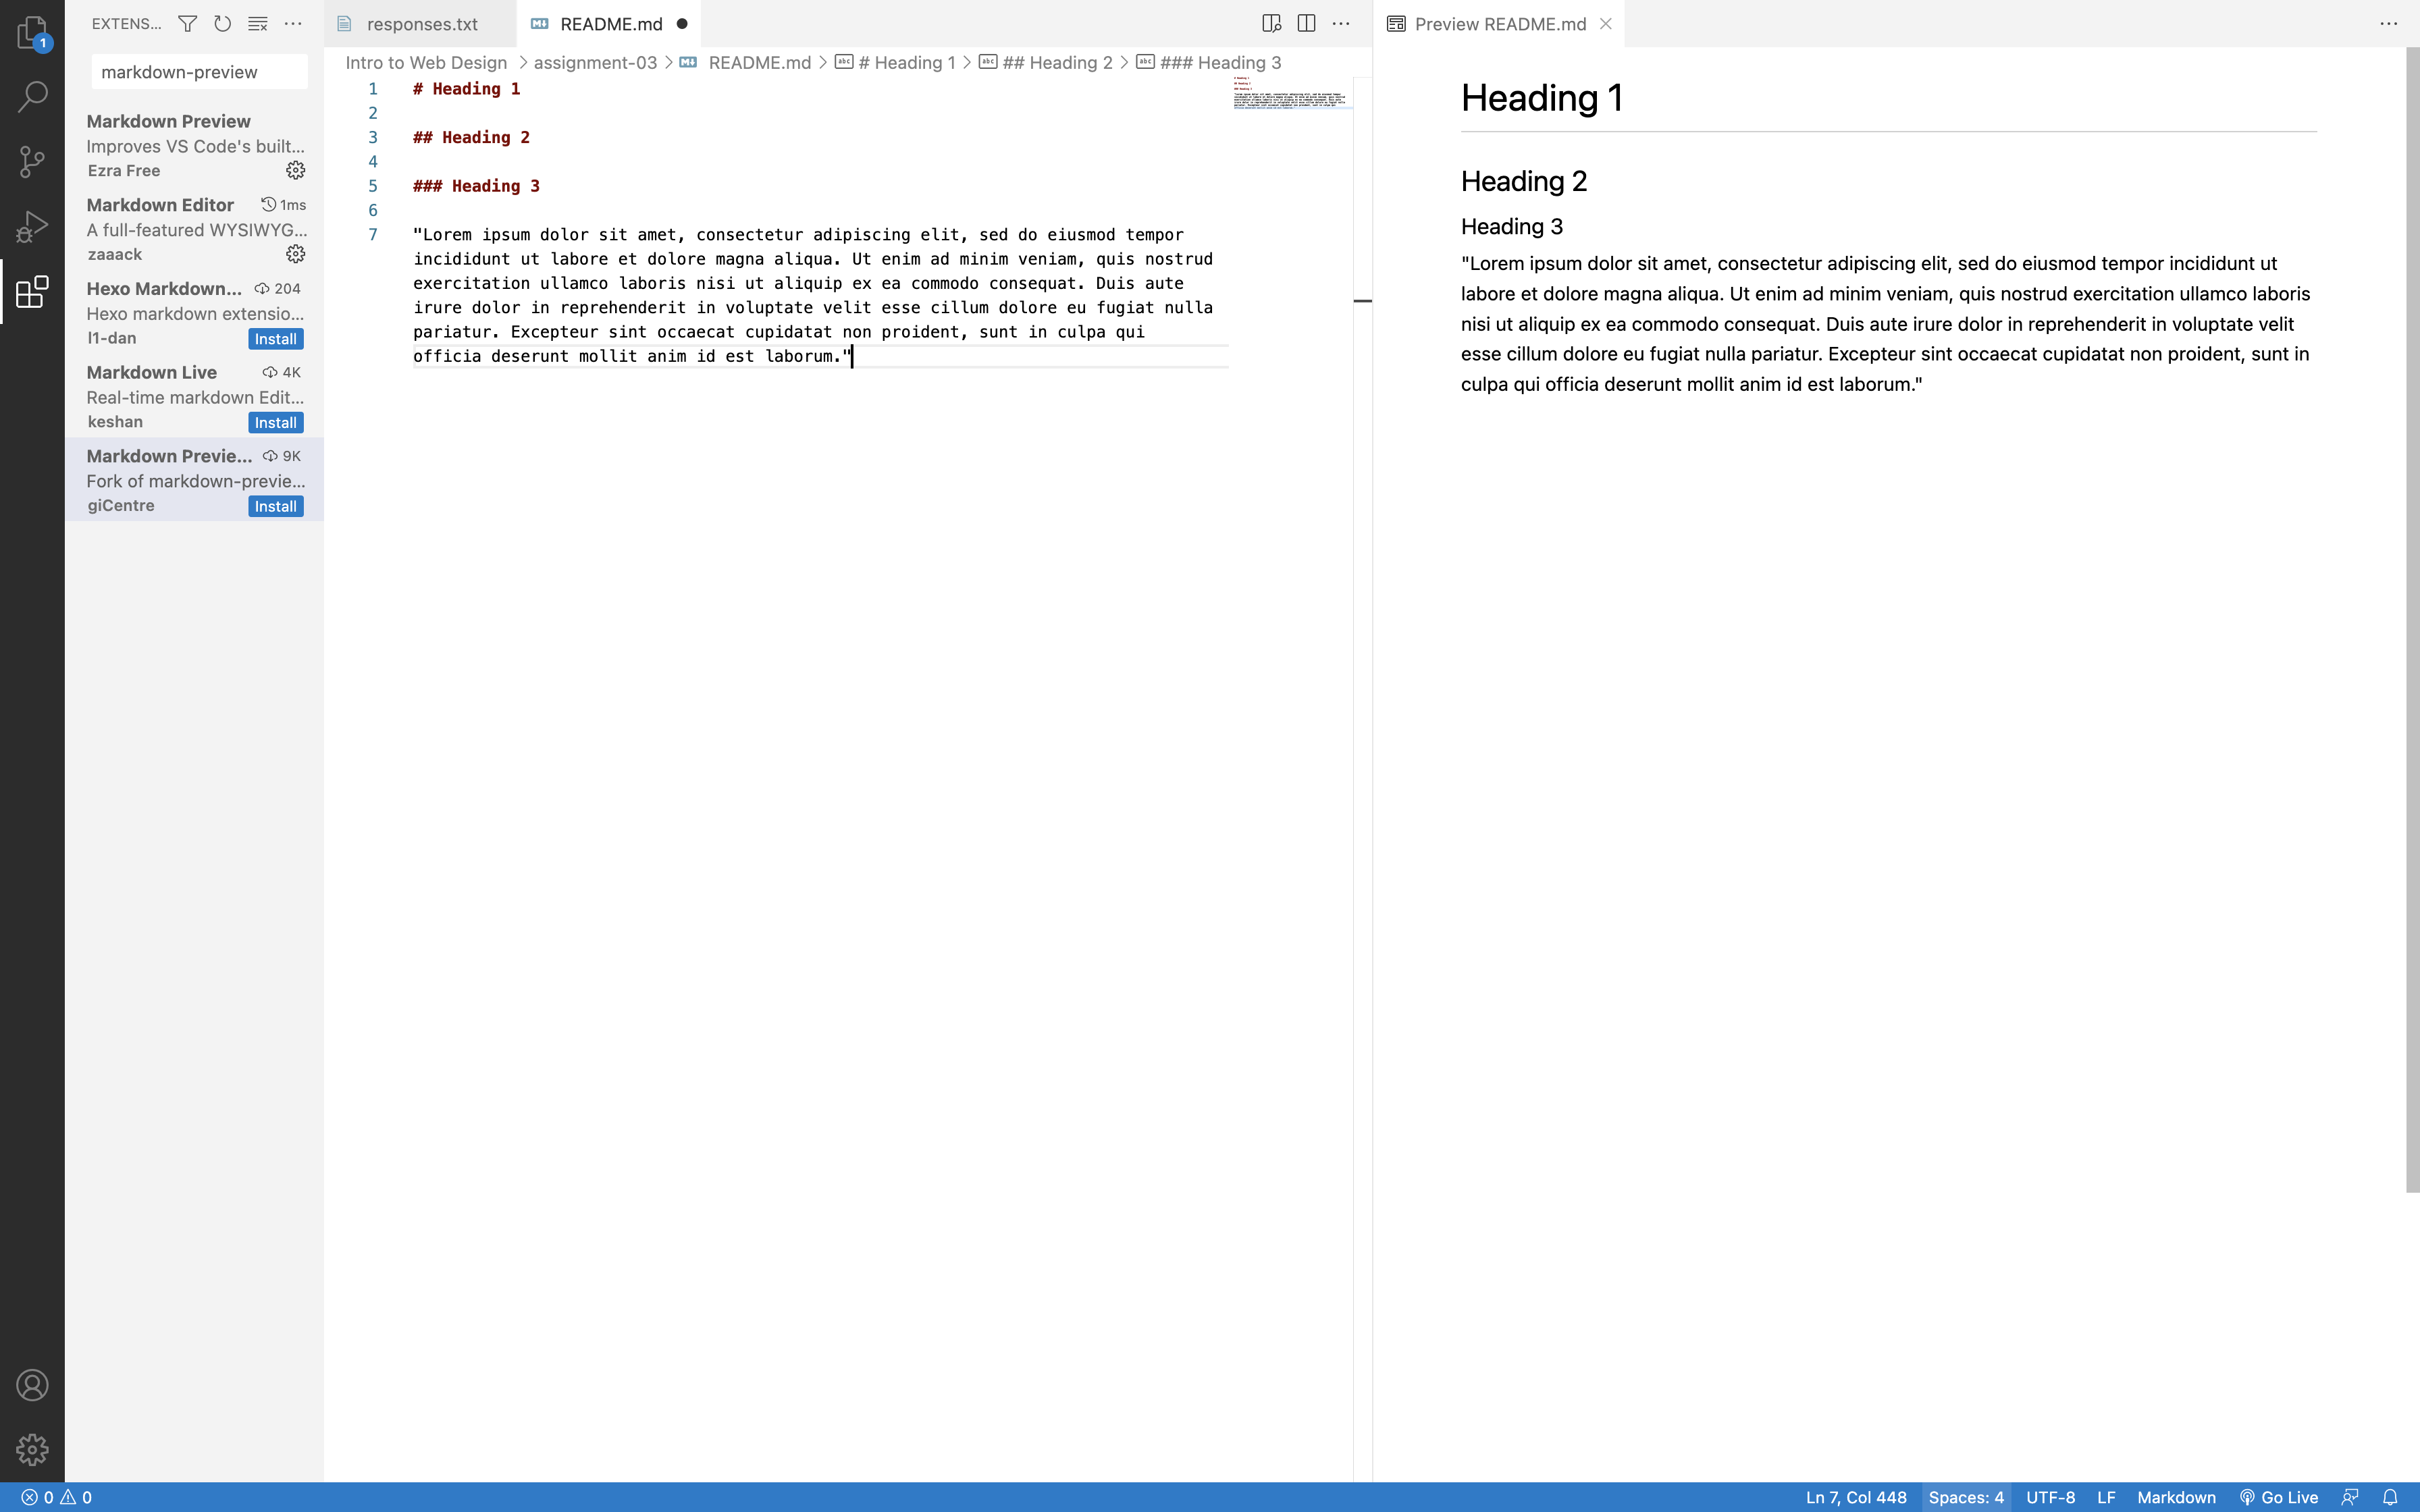 1
EXTENS...
markdown-preview
Markdown Preview
Improves VS Code's built...
Ezra Free
Markdown Editor 1ms
A full-featured WYSIWYG...
zaaack
Hexo Markdown... 204
Hexo markdown extensio...
l1-dan Install
Markdown Live 4K
Real-time markdown Edit...
keshan Install
Markdown Previe... 9K
Fork of markdown-previe...
giCentre Install
responses.txt README.md
Intro to Web Design > assignment-03 > README.md > # Heading 1 > ## Heading 2 > ### Heading 3
1 # Heading 1
2
3 ## Heading 2
4
5 ### Heading 3
6
7 "Lorem ipsum dolor sit amet, consectetur adipiscing elit, sed do eiusmod tempor
incididunt ut labore et dolore magna aliqua. Ut enim ad minim veniam, quis nostrud
exercitation ullamco laboris nisi ut aliquip ex ea commodo consequat. Duis aute
irure dolor in reprehenderit in voluptate velit esse cillum dolore eu fugiat nulla
pariatur. Excepteur sint occaecat cupidatat non proident, sunt in culpa qui
officia deserunt mollit anim id est laborum."
Preview README.md
Heading 1
Heading 2
Heading 3
"Lorem ipsum dolor sit amet, consectetur adipiscing elit, sed do eiusmod tempor incididunt ut
labore et dolore magna aliqua. Ut enim ad minim veniam, quis nostrud exercitation ullamco laboris
nisi ut aliquip ex ea commodo consequat. Duis aute irure dolor in reprehenderit in voluptate velit
esse cillum dolore eu fugiat nulla pariatur. Excepteur sint occaecat cupidatat non proident, sunt in
culpa qui officia deserunt mollit anim id est laborum."
0 0
Ln 7, Col 448 Spaces: 4 UTF-8 LF Markdown Go Live